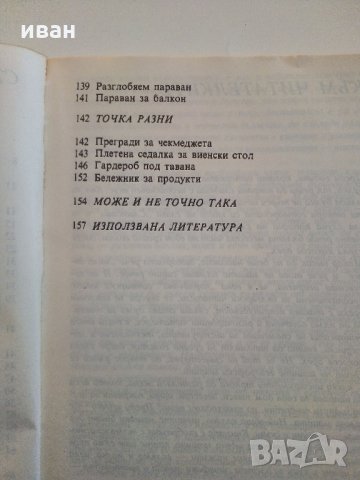 иван
139 Разглобяем параван
141 Параван за балкон
142 ТОЧКА РАЗНИ
142 Прегради за чекмеджета
143 Плетена седалка за виенски стол
146 Гардероб под тавана
152 Бележник за продукти
154 МОЖЕ И НЕ ТОЧНО ТАКА
157 ИЗПОЛЗВАНА ЛИТЕРАТУРА
BAZAR